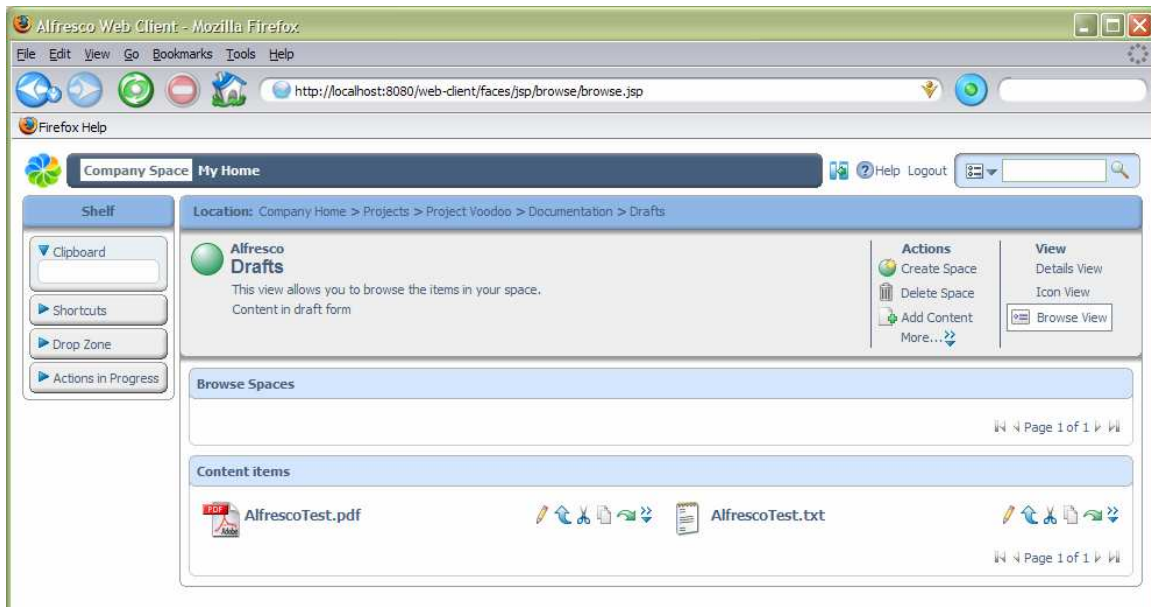 Alfresco Web Client - Mozilla Firefox
File Edit View Go Bookmarks Tools Help
http://localhost:8080/web-client/faces/jsp/browse/browse.jsp
Firefox Help
Company Space My Home
Help Logout
Shelf
Location: Company Home > Projects > Project Voodoo > Documentation > Drafts
Clipboard
Shortcuts
Drop Zone
Actions in Progress
Alfresco
Drafts
This view allows you to browse the items in your space.
Content in draft form
Actions
Create Space
Delete Space
Add Content
More...
View
Details View
Icon View
Browse View
Browse Spaces
Page 1 of 1
Content items
PDF
Adobe
AlfrescoTest.pdf
AlfrescoTest.txt
Page 1 of 1